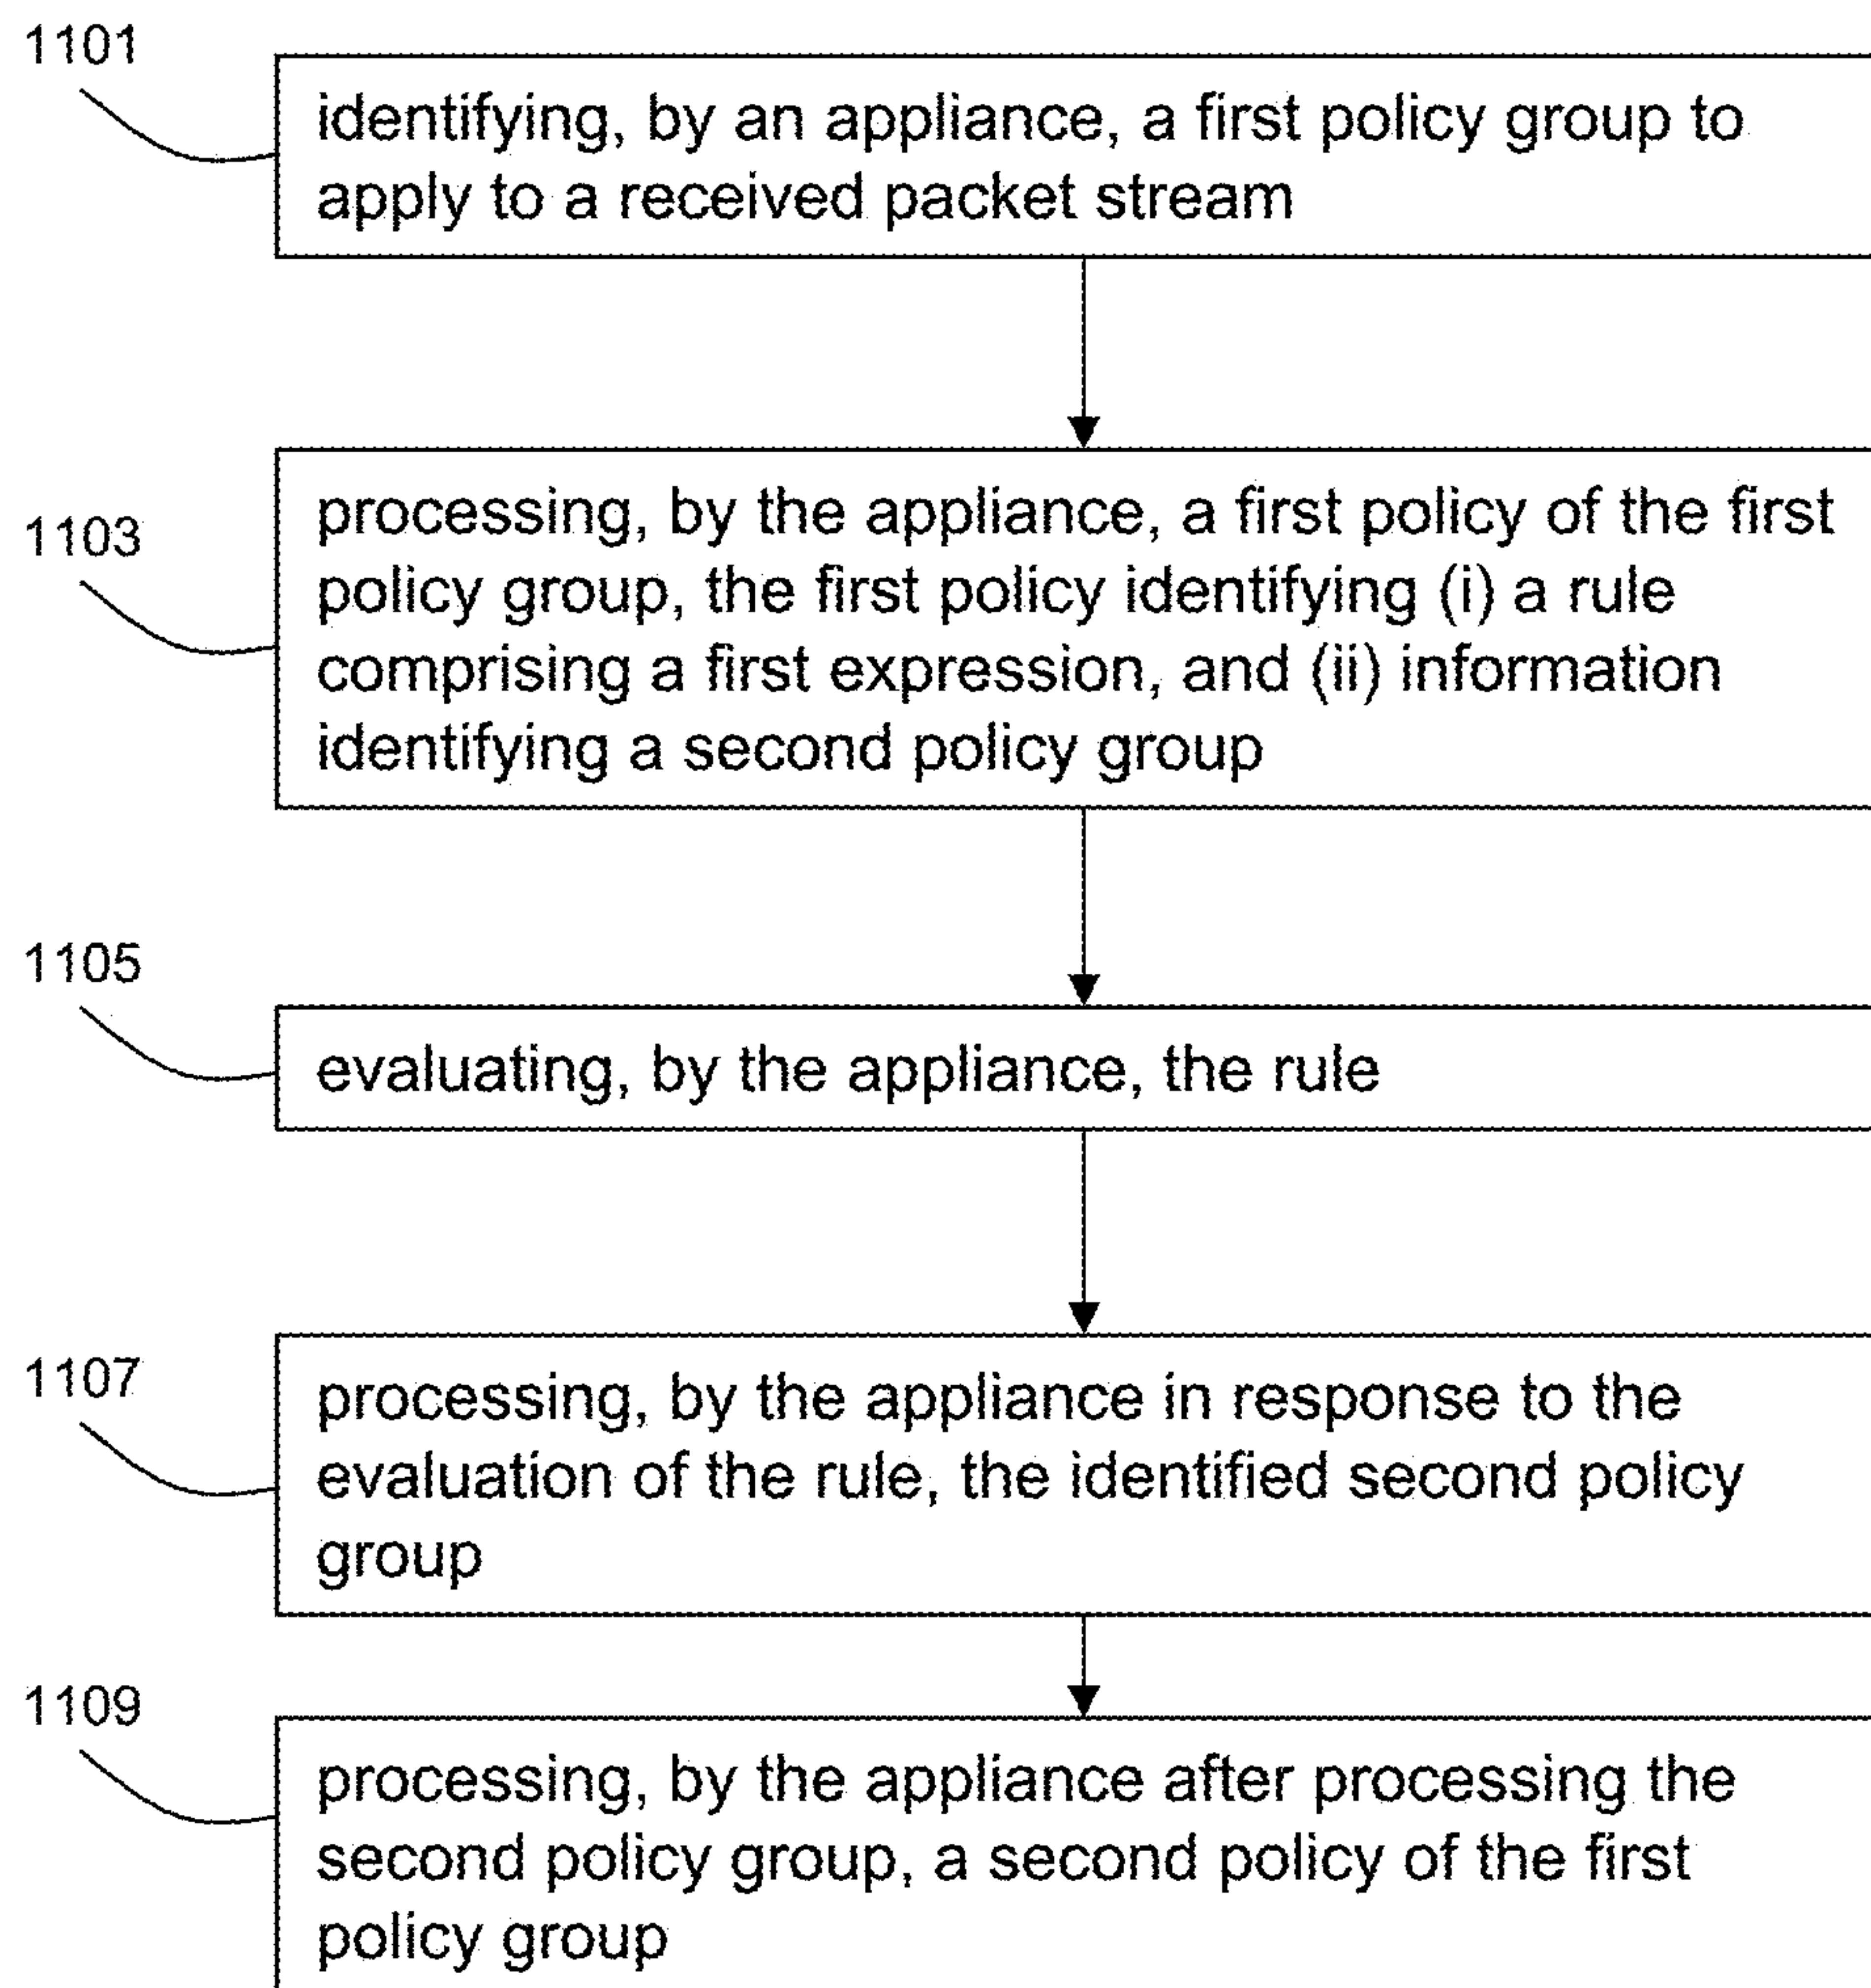 1101
identifying, by an appliance, a first policy group to
apply to a received packet stream
1103
processing, by the appliance, a first policy of the first
policy group, the first policy identifying (i) a rule
comprising a first expression, and (ii) information
identifying a second policy group
1105
evaluating, by the appliance, the rule
1107
processing, by the appliance in response to the
evaluation of the rule, the identified second policy
group
1109
processing, by the appliance after processing the
second policy group, a second policy of the first
policy group